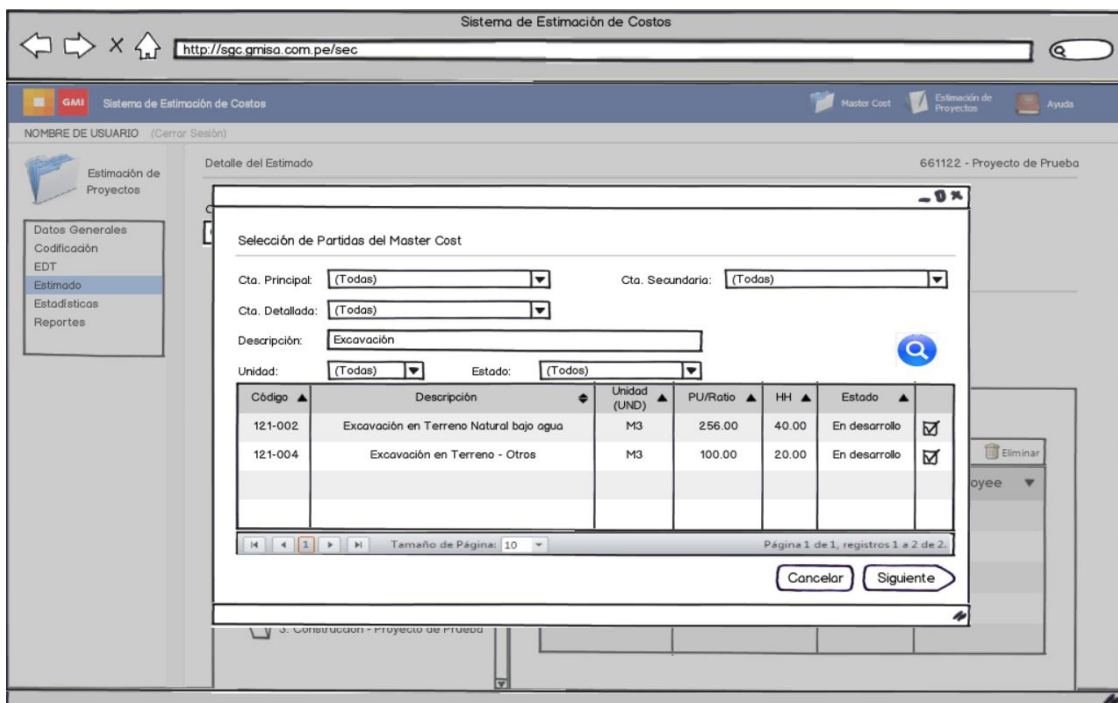 Sistema de Estimación de Costos
http://sgc.gmisa.com.pe/sec
GMI Sistema de Estimación de Costos
Master Cost
Estimación de Proyectos
Ayuda
NOMBRE DE USUARIO (Cerrar Sesión)
Estimación de
Proyectos
Datos Generales
Codificación
EDT
Estimado
Estadísticas
Reportes
Detalle del Estimado
661122 - Proyecto de Prueba
Selección de Partidas del Master Cost
Cta. Principal: (Todas) Cta. Secundaria: (Todas)
Cta. Detallada: (Todas)
Descripción: Excavación
Unidad: (Todas) Estado: (Todos)
Código Descripción Unidad (UND) PU/Ratio HH Estado
121-002 Excavación en Terreno Natural bajo agua M3 256.00 40.00 En desarrollo
121-004 Excavación en Terreno - Otros M3 100.00 20.00 En desarrollo
1 Tamaño de Página: 10 Página 1 de 1, registros 1 a 2 de 2.
Cancelar Siguiente
Eliminar
3. Construcción - Proyecto de Prueba